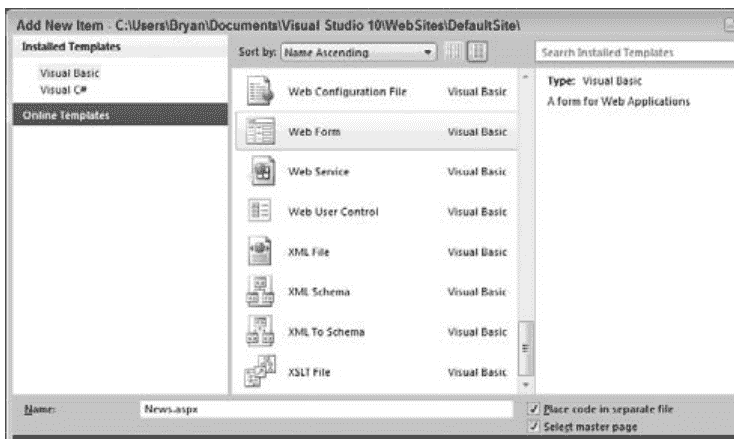 Add New Item - C:\Users\Bryan\Documents\Visual Studio 10\WebSites\DefaultSite\
Installed Templates
Visual Basic
Visual C#
Online Templates
Sort by: Name Ascending
Search Installed Templates
Web Configuration File Visual Basic
Web Form Visual Basic
Web Service Visual Basic
Web User Control Visual Basic
XML File Visual Basic
XML Schema Visual Basic
XML To Schema Visual Basic
XSLT File Visual Basic
Type: Visual Basic
A form for Web Applications
Name: News.aspx
Place code in separate file
Select master page